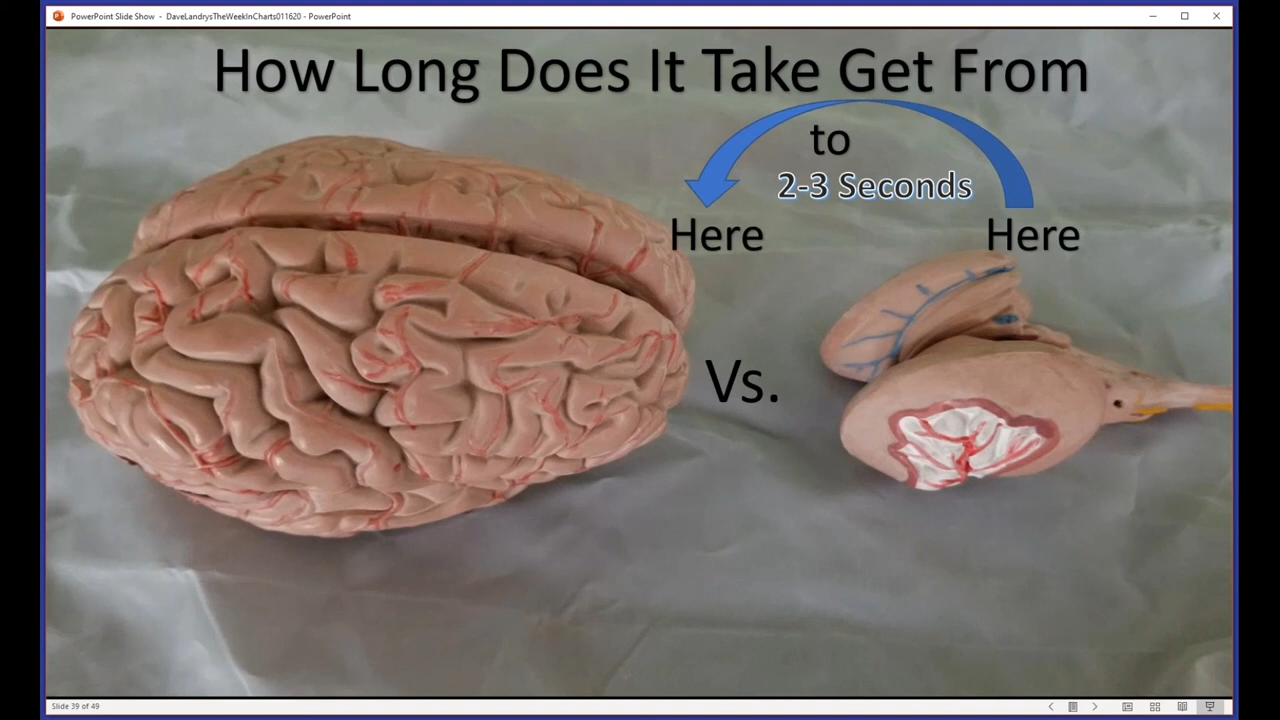 PowerPoint Slide Show - DaveLandrysTheWeekInCharts011620 - PowerPoint
How Long Does It Take Get From
to
2-3 Seconds
Here
Here
Vs.
Slide 39 of 49